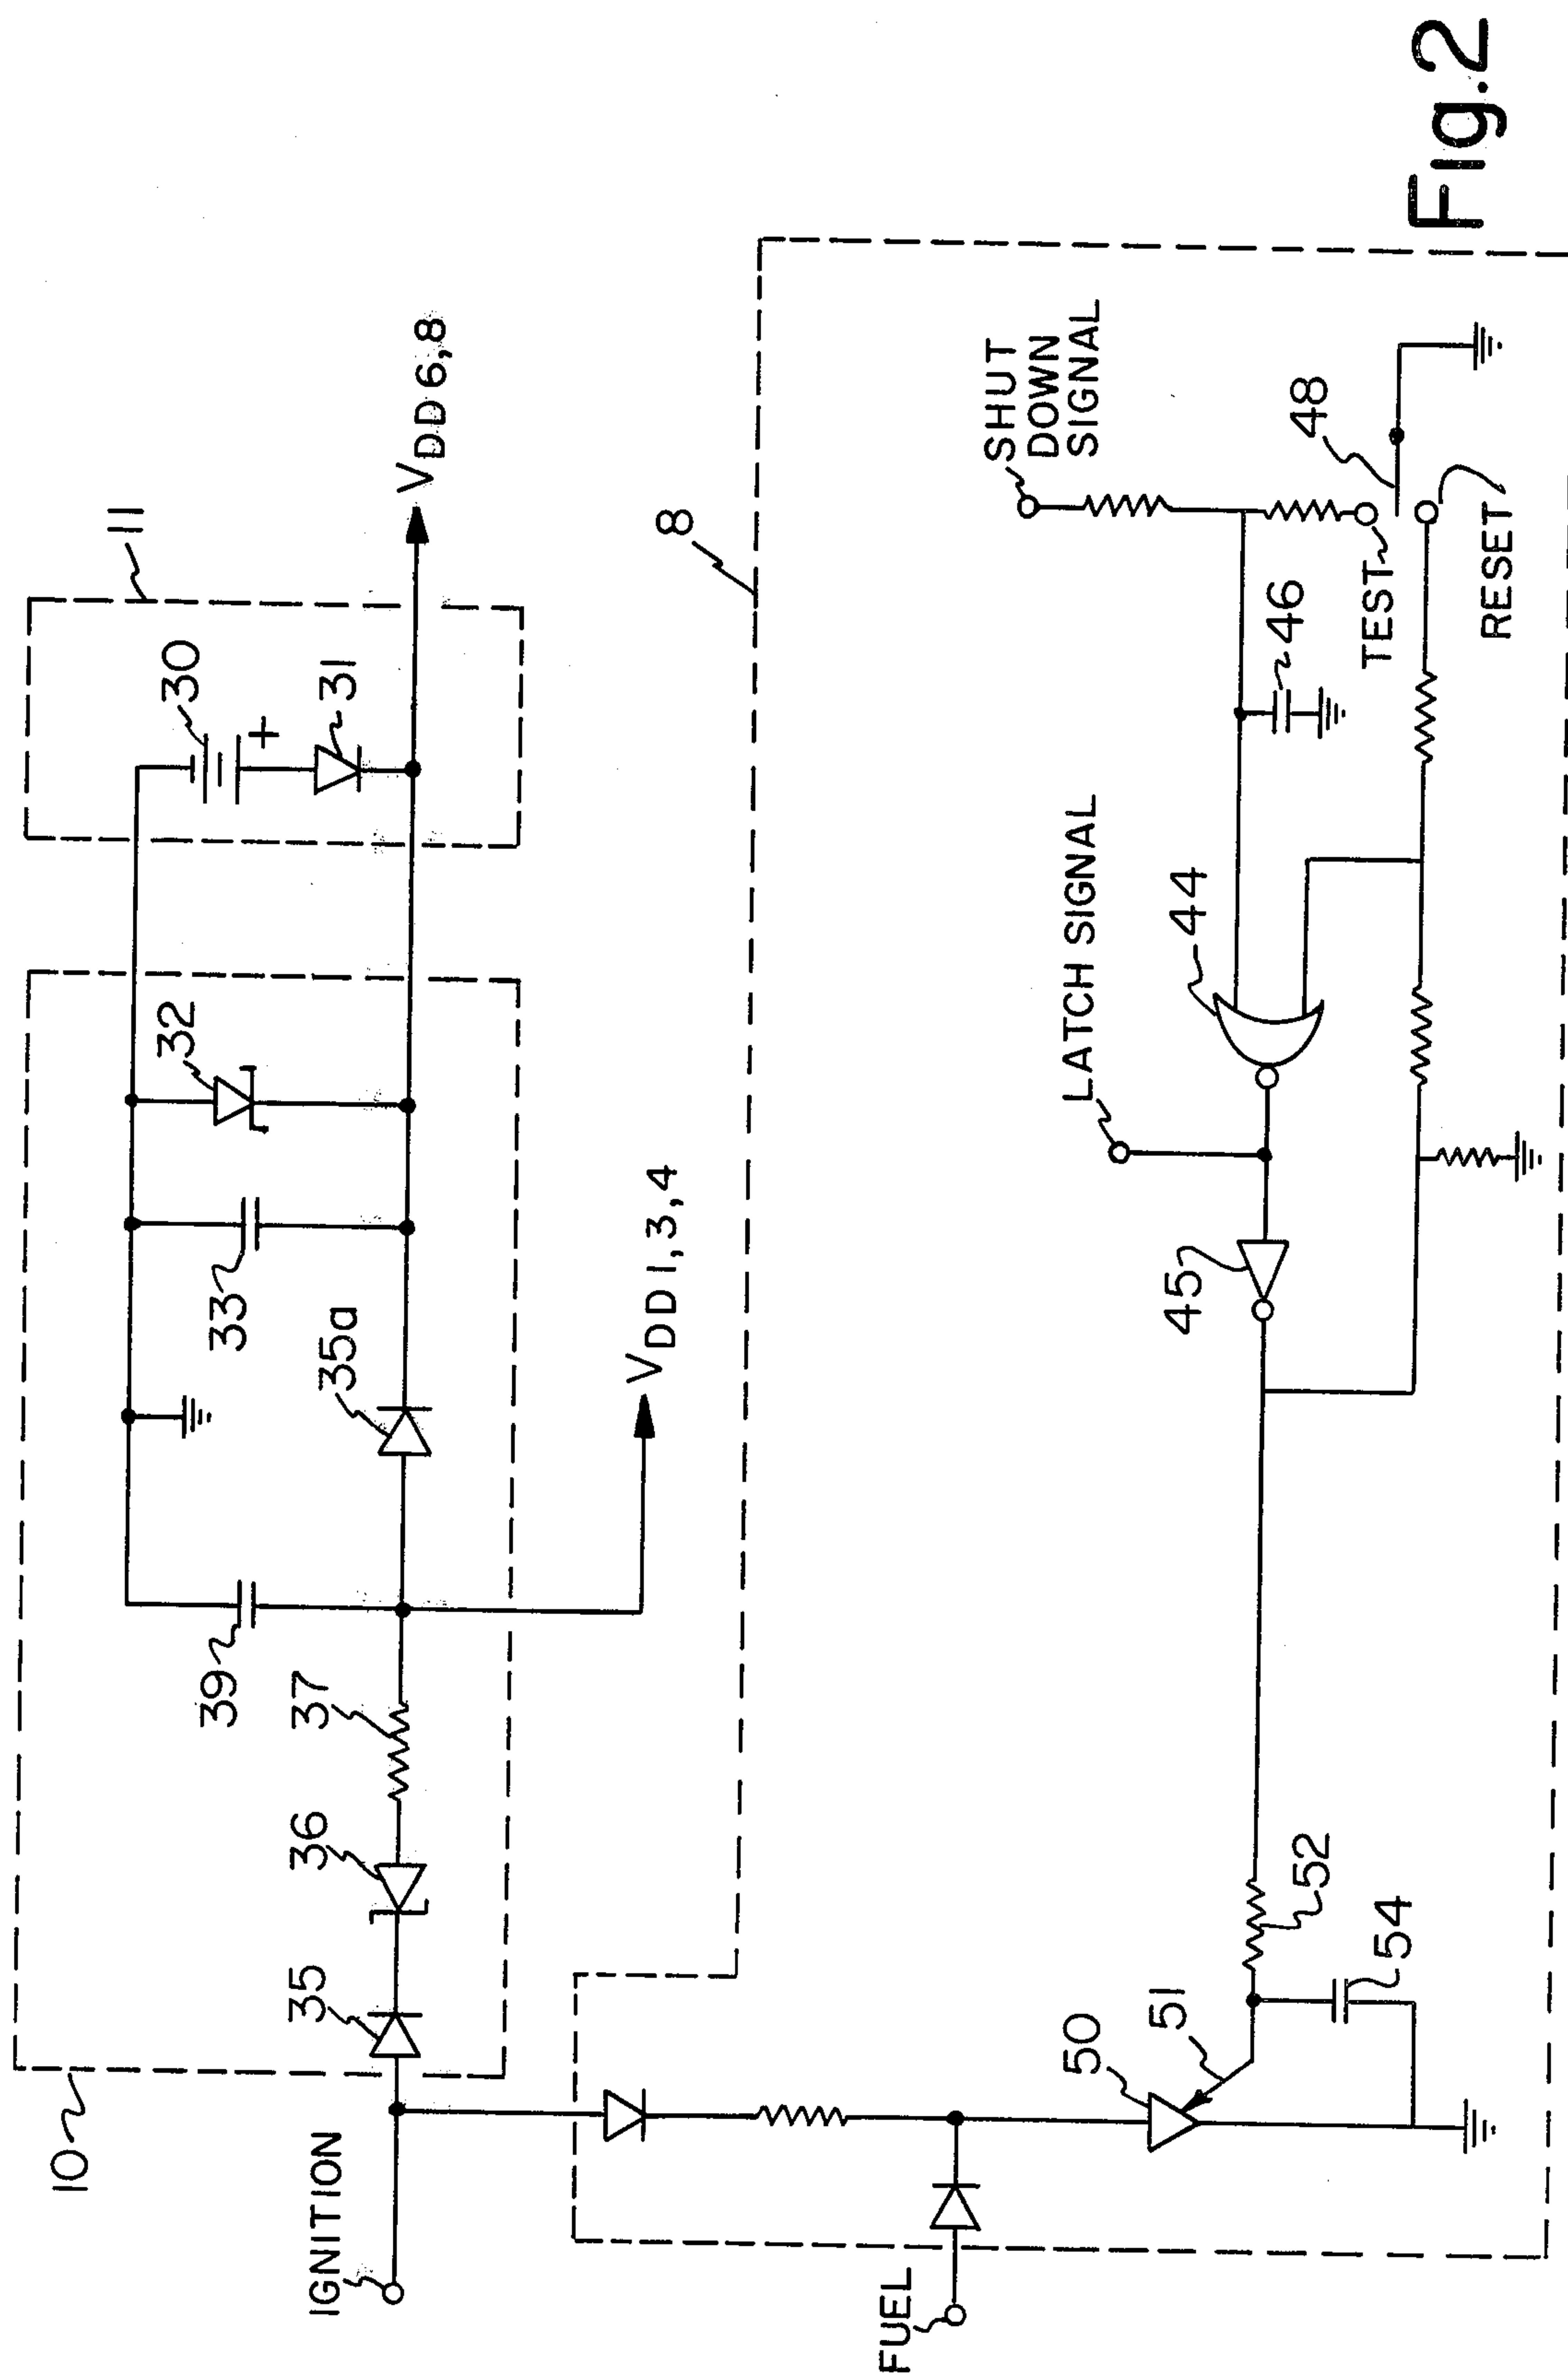 10
IGNITION
35
36
37
39
33
35a
32
11
30
31
+
VDD 6,8
VDD 1,3,4
8
FUEL
50
51
52
54
45
LATCH SIGNAL
44
46
SHUT
DOWN
SIGNAL
TEST
48
RESET
Fig.2